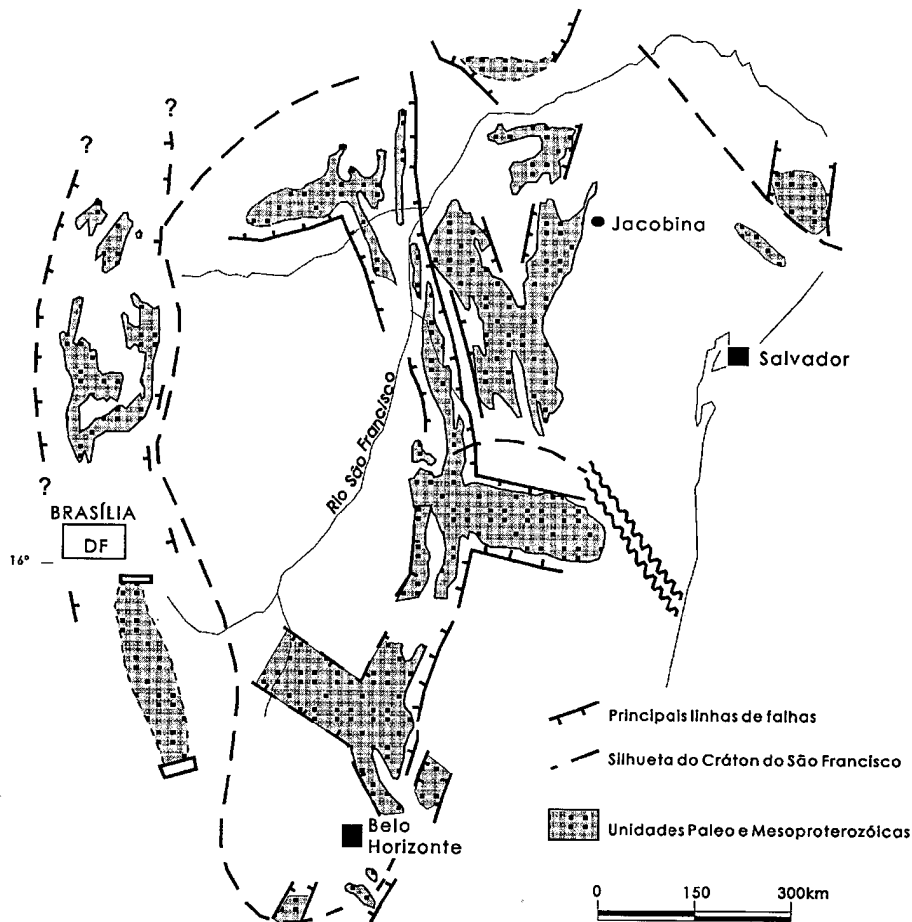 ?
?
Jacobina
Salvador
Rio São Francisco
?
BRASÍLIA
DF
16º
Principais linhas de falhas
Silhueta do Cráton do São Francisco
Unidades Paleo e Mesoproterozóicas
Belo
Horizonte
0 150 300km